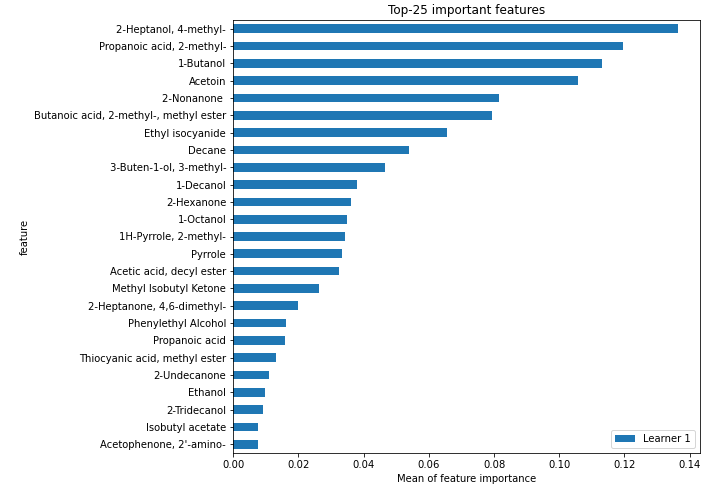 Top-25 important features
2-Heptanol, 4-methyl-
Propanoic acid, 2-methyl-
1-Butanol
Acetoin
2-Nonanone
Butanoic acid, 2-methyl-, methyl ester
Ethyl isocyanide
Decane
3-Buten-1-ol, 3-methyl-
1-Decanol
2-Hexanone
1-Octanol
1H-Pyrrole, 2-methyl-
Pyrrole
Acetic acid, decyl ester
Methyl Isobutyl Ketone
2-Heptanone, 4,6-dimethyl-
Phenylethyl Alcohol
Propanoic acid
Thiocyanic acid, methyl ester
2-Undecanone
Ethanol
2-Tridecanol
Isobutyl acetate
Acetophenone, 2'-amino-
feature
Learner 1
0.00 0.02 0.04 0.06 0.08 0.10 0.12 0.14
Mean of feature importance